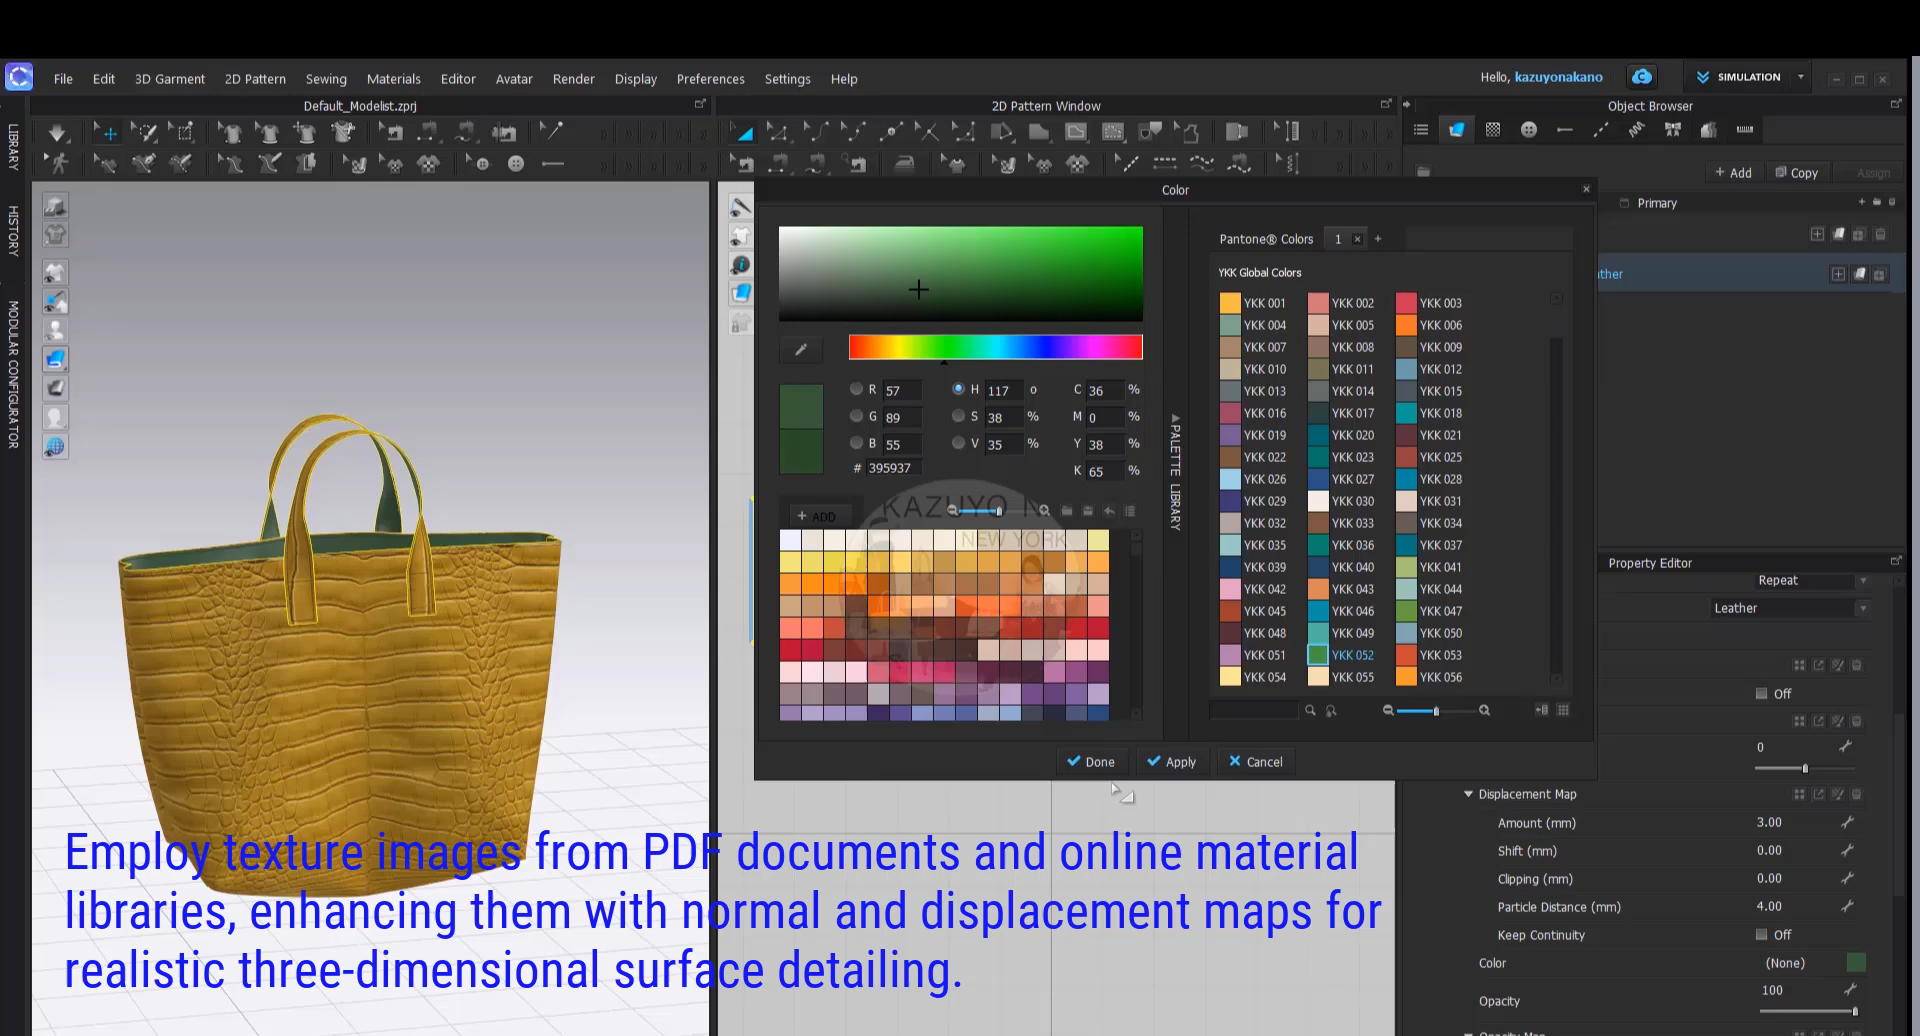 File Edit 3D Garment 2D Pattern Sewing Materials Editor Avatar Render Display Preferences Settings Help
Hello, kazuyonakano
SIMULATION
Default_Modelist.zprj
2D Pattern Window
Object Browser
LIBRARY
HISTORY
MODULAR CONFIGURATOR
+ Add
Copy
Assign
Primary
ther
Color
Pantone® Colors
1
YKK Global Colors
YKK 001 YKK 002 YKK 003
YKK 004 YKK 005 YKK 006
YKK 007 YKK 008 YKK 009
YKK 010 YKK 011 YKK 012
YKK 013 YKK 014 YKK 015
YKK 016 YKK 017 YKK 018
YKK 019 YKK 020 YKK 021
YKK 022 YKK 023 YKK 025
YKK 026 YKK 027 YKK 028
YKK 029 YKK 030 YKK 031
YKK 032 YKK 033 YKK 034
YKK 035 YKK 036 YKK 037
YKK 039 YKK 040 YKK 041
YKK 042 YKK 043 YKK 044
YKK 045 YKK 046 YKK 047
YKK 048 YKK 049 YKK 050
YKK 051 YKK 052 YKK 053
YKK 054 YKK 055 YKK 056
R 57 H 117 o C 36 %
G 89 S 38 % M 0 %
B 55 V 35 % Y 38 %
# 395937 K 65 %
PALETTE LIBRARY
+ ADD
KAZUYO N
NEW YORK
Done
Apply
Cancel
Property Editor
Repeat
Leather
Off
0
Displacement Map
Amount (mm) 3.00
Shift (mm) 0.00
Clipping (mm) 0.00
Particle Distance (mm) 4.00
Keep Continuity Off
Color (None)
Opacity 100
Opacity Map
Employ texture images from PDF documents and online material
libraries, enhancing them with normal and displacement maps for
realistic three-dimensional surface detailing.